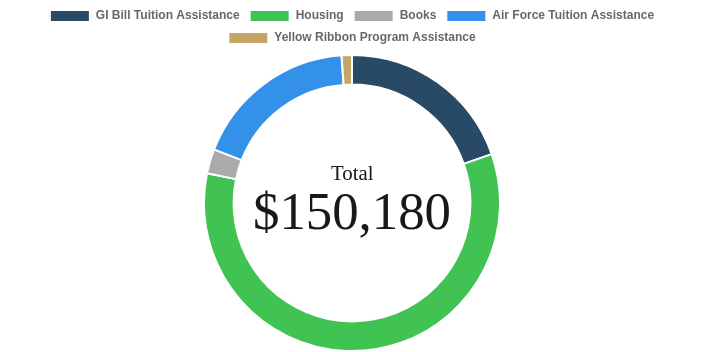 GI Bill Tuition Assistance Housing Books Air Force Tuition Assistance
Yellow Ribbon Program Assistance
Total
$150,180